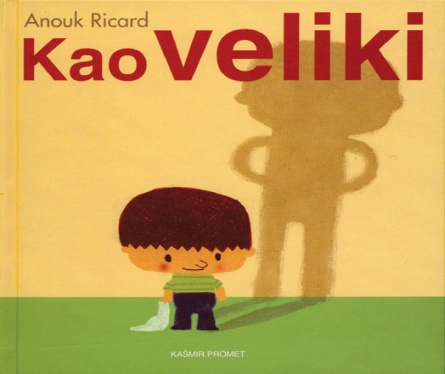 Anouk Ricard
Kao veliki
KAŠMIR PROMET